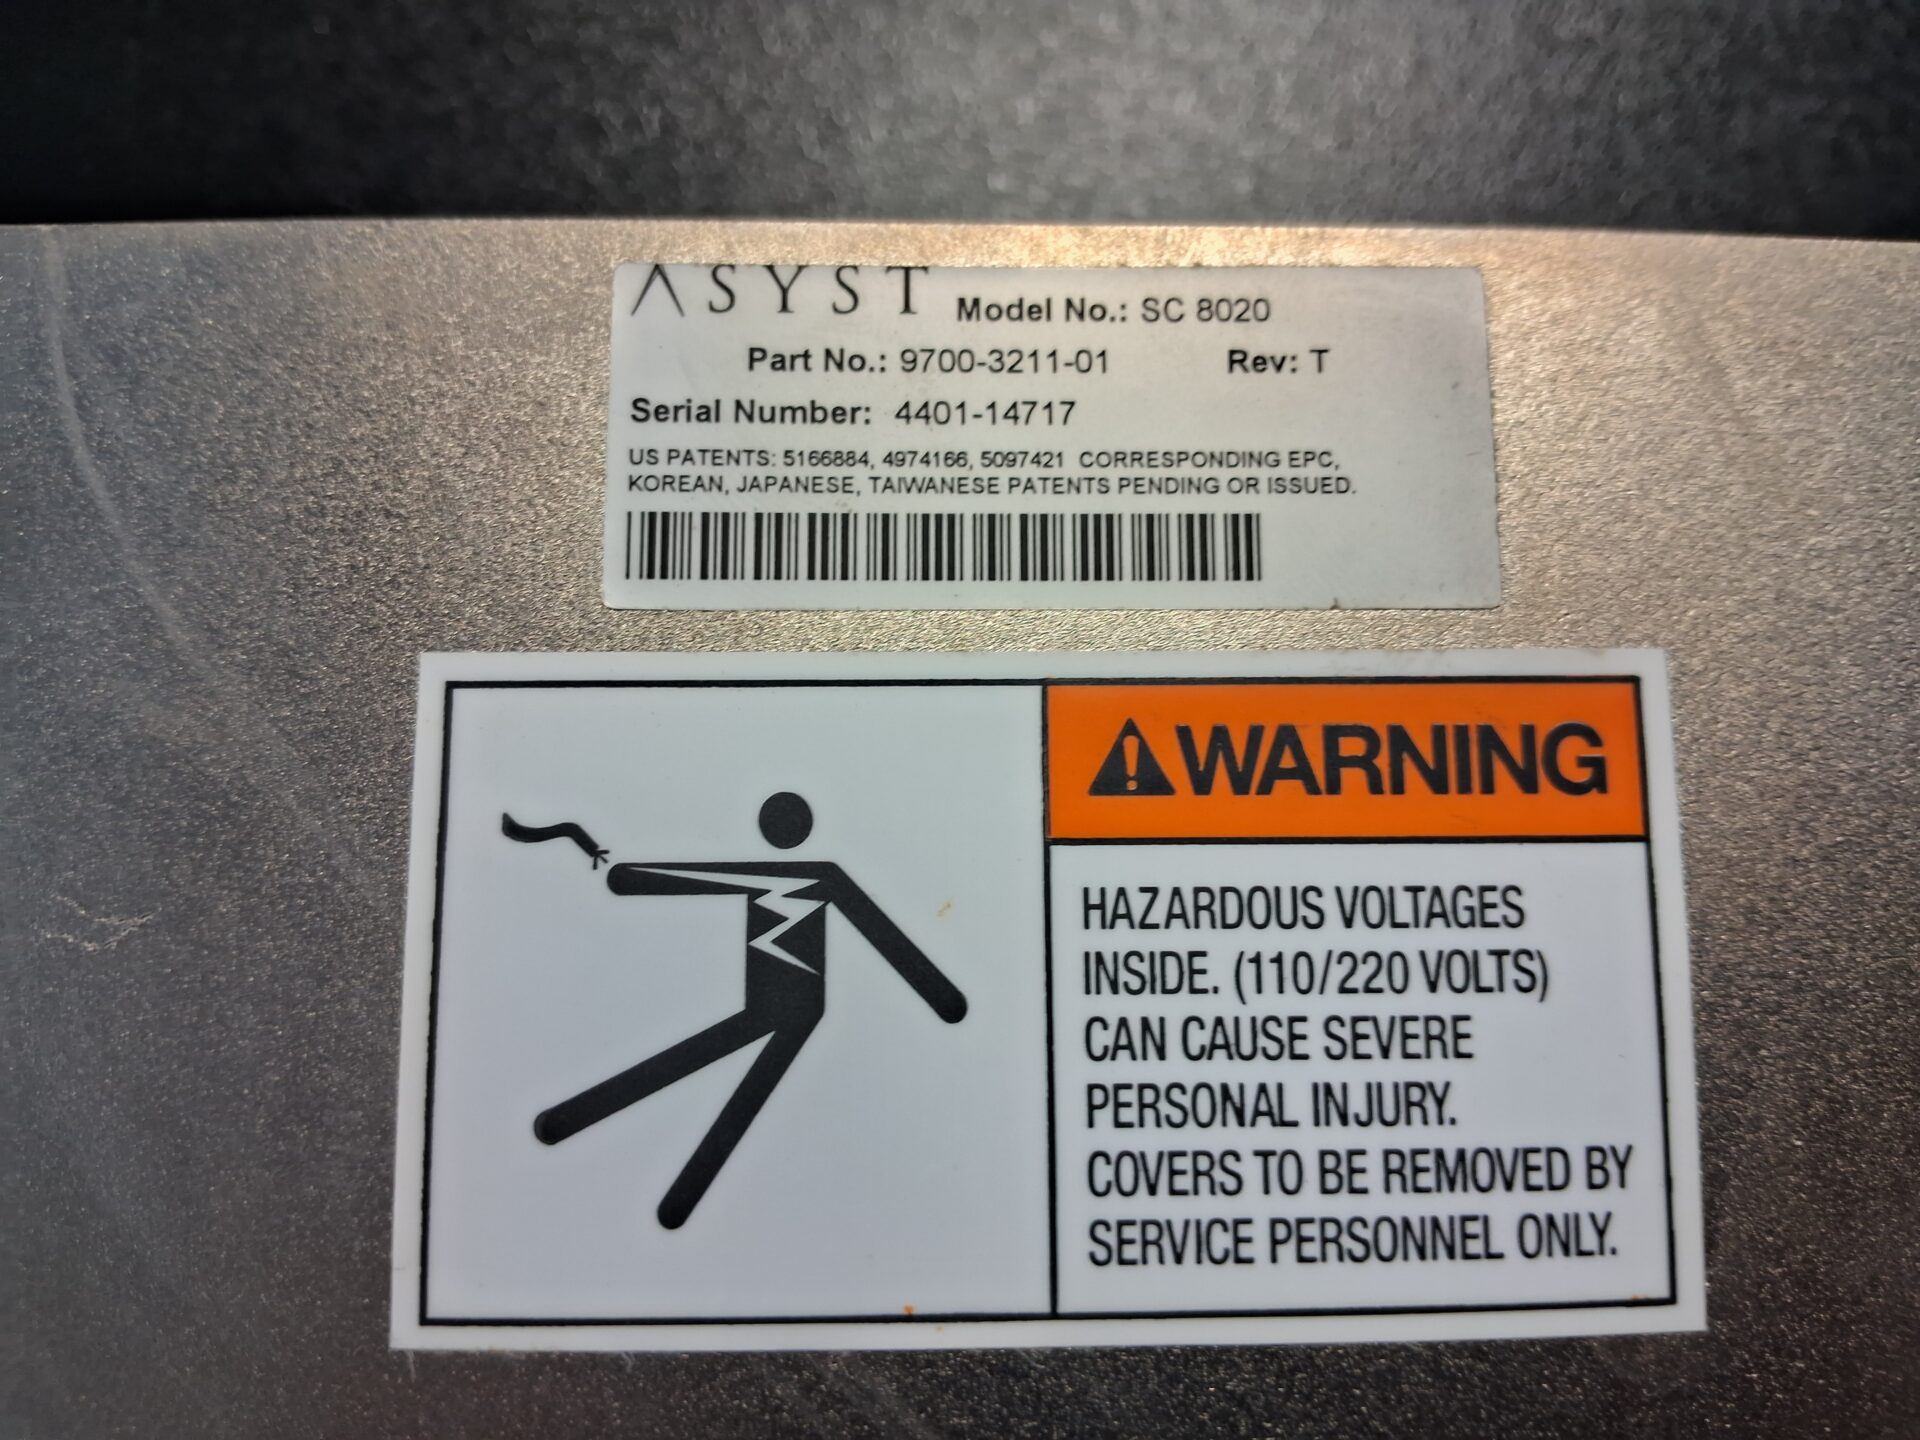 ASYST Model No.: SC 8020
Part No.: 9700-3211-01 Rev: T
Serial Number: 4401-14717
US PATENTS: 5166884, 4974166, 5097421 CORRESPONDING EPC,
KOREAN, JAPANESE, TAIWANESE PATENTS PENDING OR ISSUED.
WARNING
HAZARDOUS VOLTAGES
INSIDE. (110/220 VOLTS)
CAN CAUSE SEVERE
PERSONAL INJURY.
COVERS TO BE REMOVED BY
SERVICE PERSONNEL ONLY.